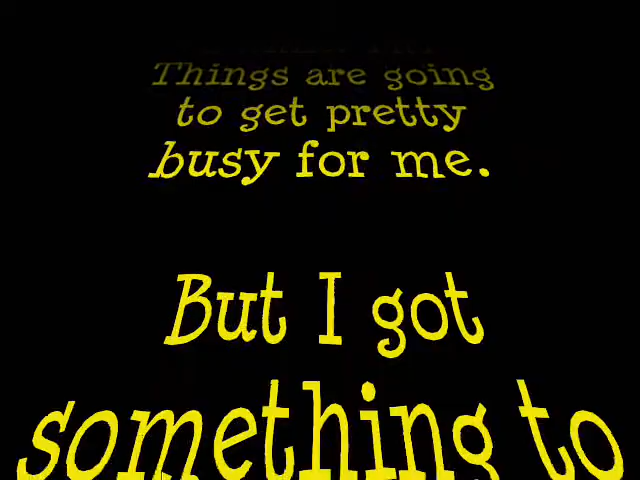 Things are going
to get pretty
busy for me.
But I got
something to